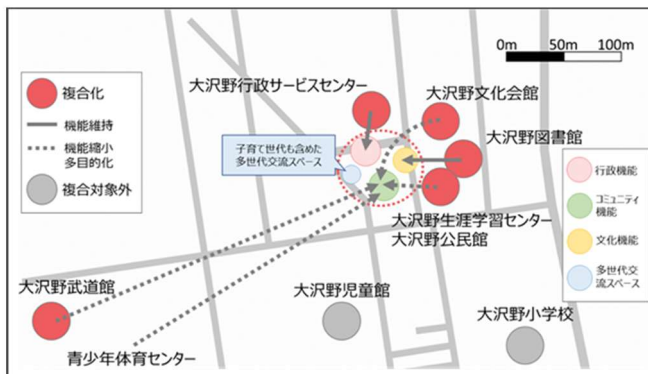 0m 50m 100m
複合化
機能維持
機能縮小
多目的化
複合対象外
大沢野行政サービスセンター
大沢野文化会館
大沢野図書館
子育て世代も含めた
多世代交流スペース
大沢野生涯学習センター
大沢野公民館
行政機能
コミュニティ
機能
文化機能
多世代交
流スペース
大沢野武道館
大沢野児童館
大沢野小学校
青少年体育センター